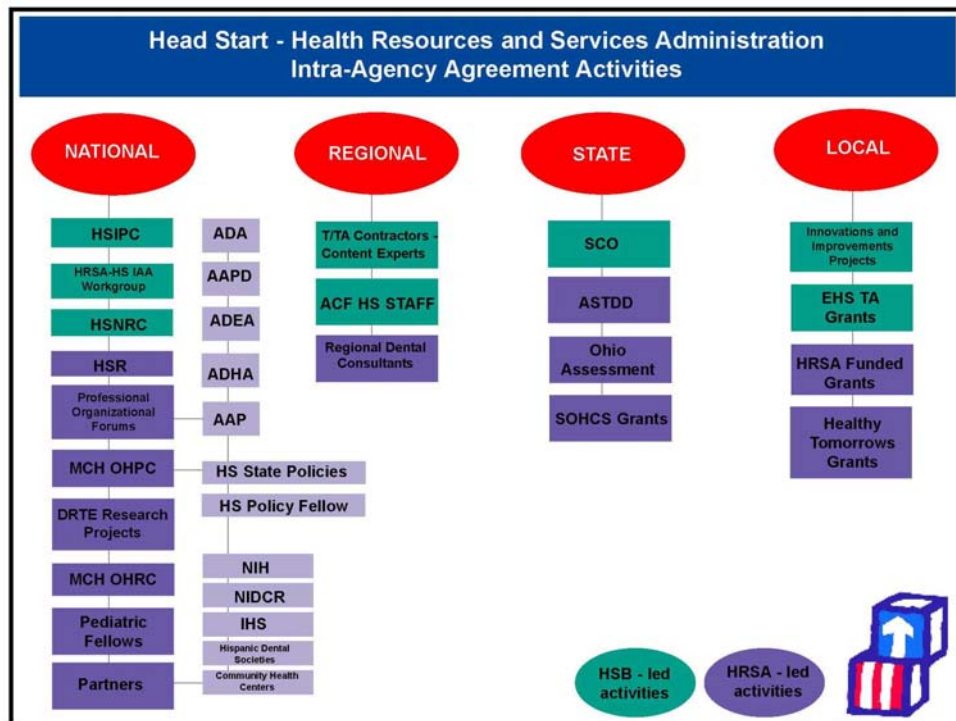 Head Start - Health Resources and Services Administration
Intra-Agency Agreement Activities
NATIONAL
REGIONAL
STATE
LOCAL
HSIPC
HRSA-HS IAA
Workgroup
HSNRC
HSR
Professional
Organizational
Forums
MCH OHPC
DRTE Research
Projects
MCH OHRC
Pediatric
Fellows
Partners
ADA
AAPD
ADEA
ADHA
AAP
HS State Policies
HS Policy Fellow
NIH
NIDCR
IHS
Hispanic Dental
Societies
Community Health
Centers
T/TA Contractors -
Content Experts
ACF HS STAFF
Regional Dental
Consultants
SCO
ASTDD
Ohio
Assessment
SOHCS Grants
Innovations and
Improvements
Projects
EHS TA
Grants
HRSA Funded
Grants
Healthy
Tomorrows
Grants
HSB - led
activities
HRSA - led
activities